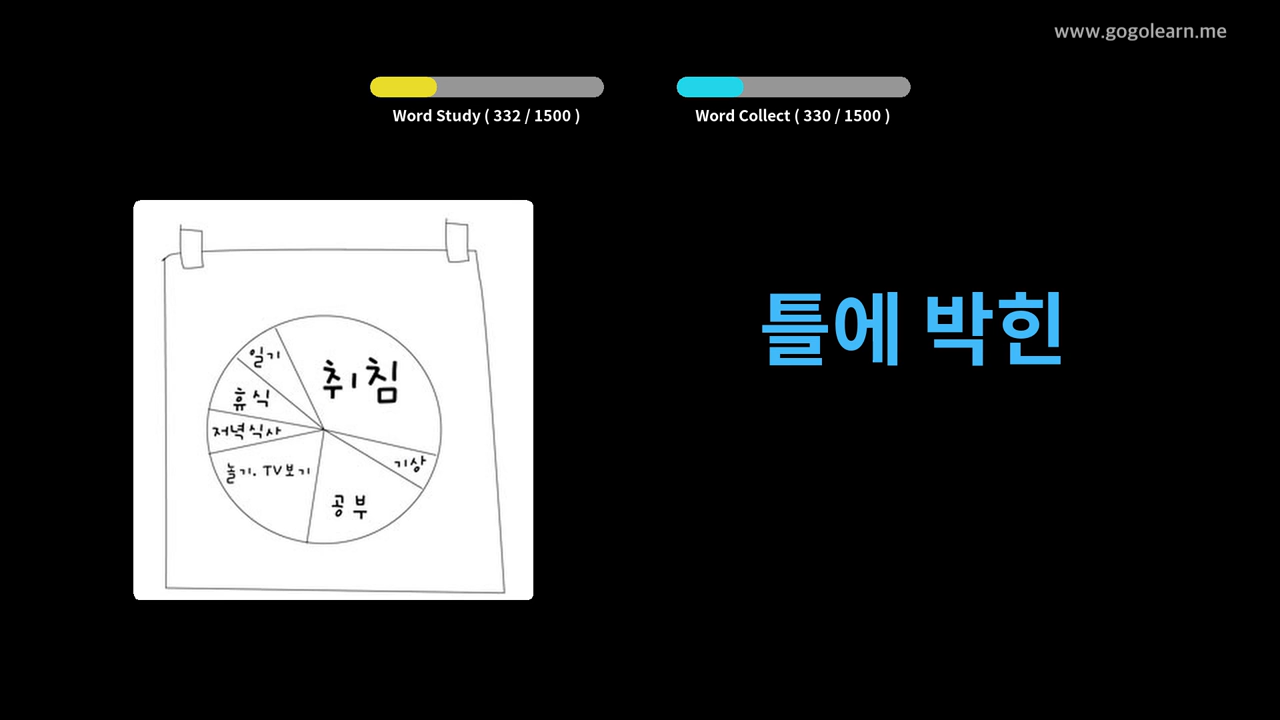 www.gogolearn.me
Word Study ( 332 / 1500 )
Word Collect ( 330 / 1500 )
틀에 박힌
일기
취침
휴식
저녁식사
기상
놀기. TV보기
공부